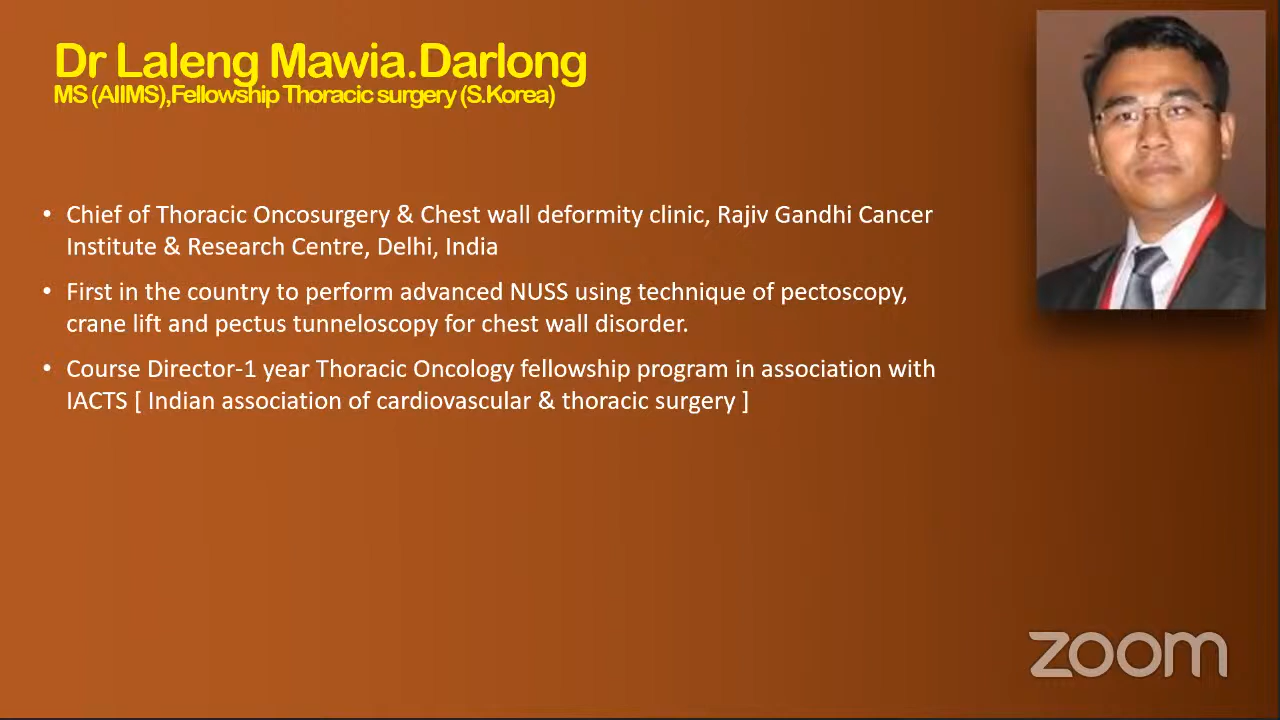 Dr Laleng Mawia.Darlong
MS (AIIMS),Fellowship Thoracic surgery (S.Korea)
• Chief of Thoracic Oncosurgery & Chest wall deformity clinic, Rajiv Gandhi Cancer
Institute & Research Centre, Delhi, India
• First in the country to perform advanced NUSS using technique of pectoscopy,
crane lift and pectus tunneloscopy for chest wall disorder.
• Course Director-1 year Thoracic Oncology fellowship program in association with
IACTS [ Indian association of cardiovascular & thoracic surgery ]
zoom